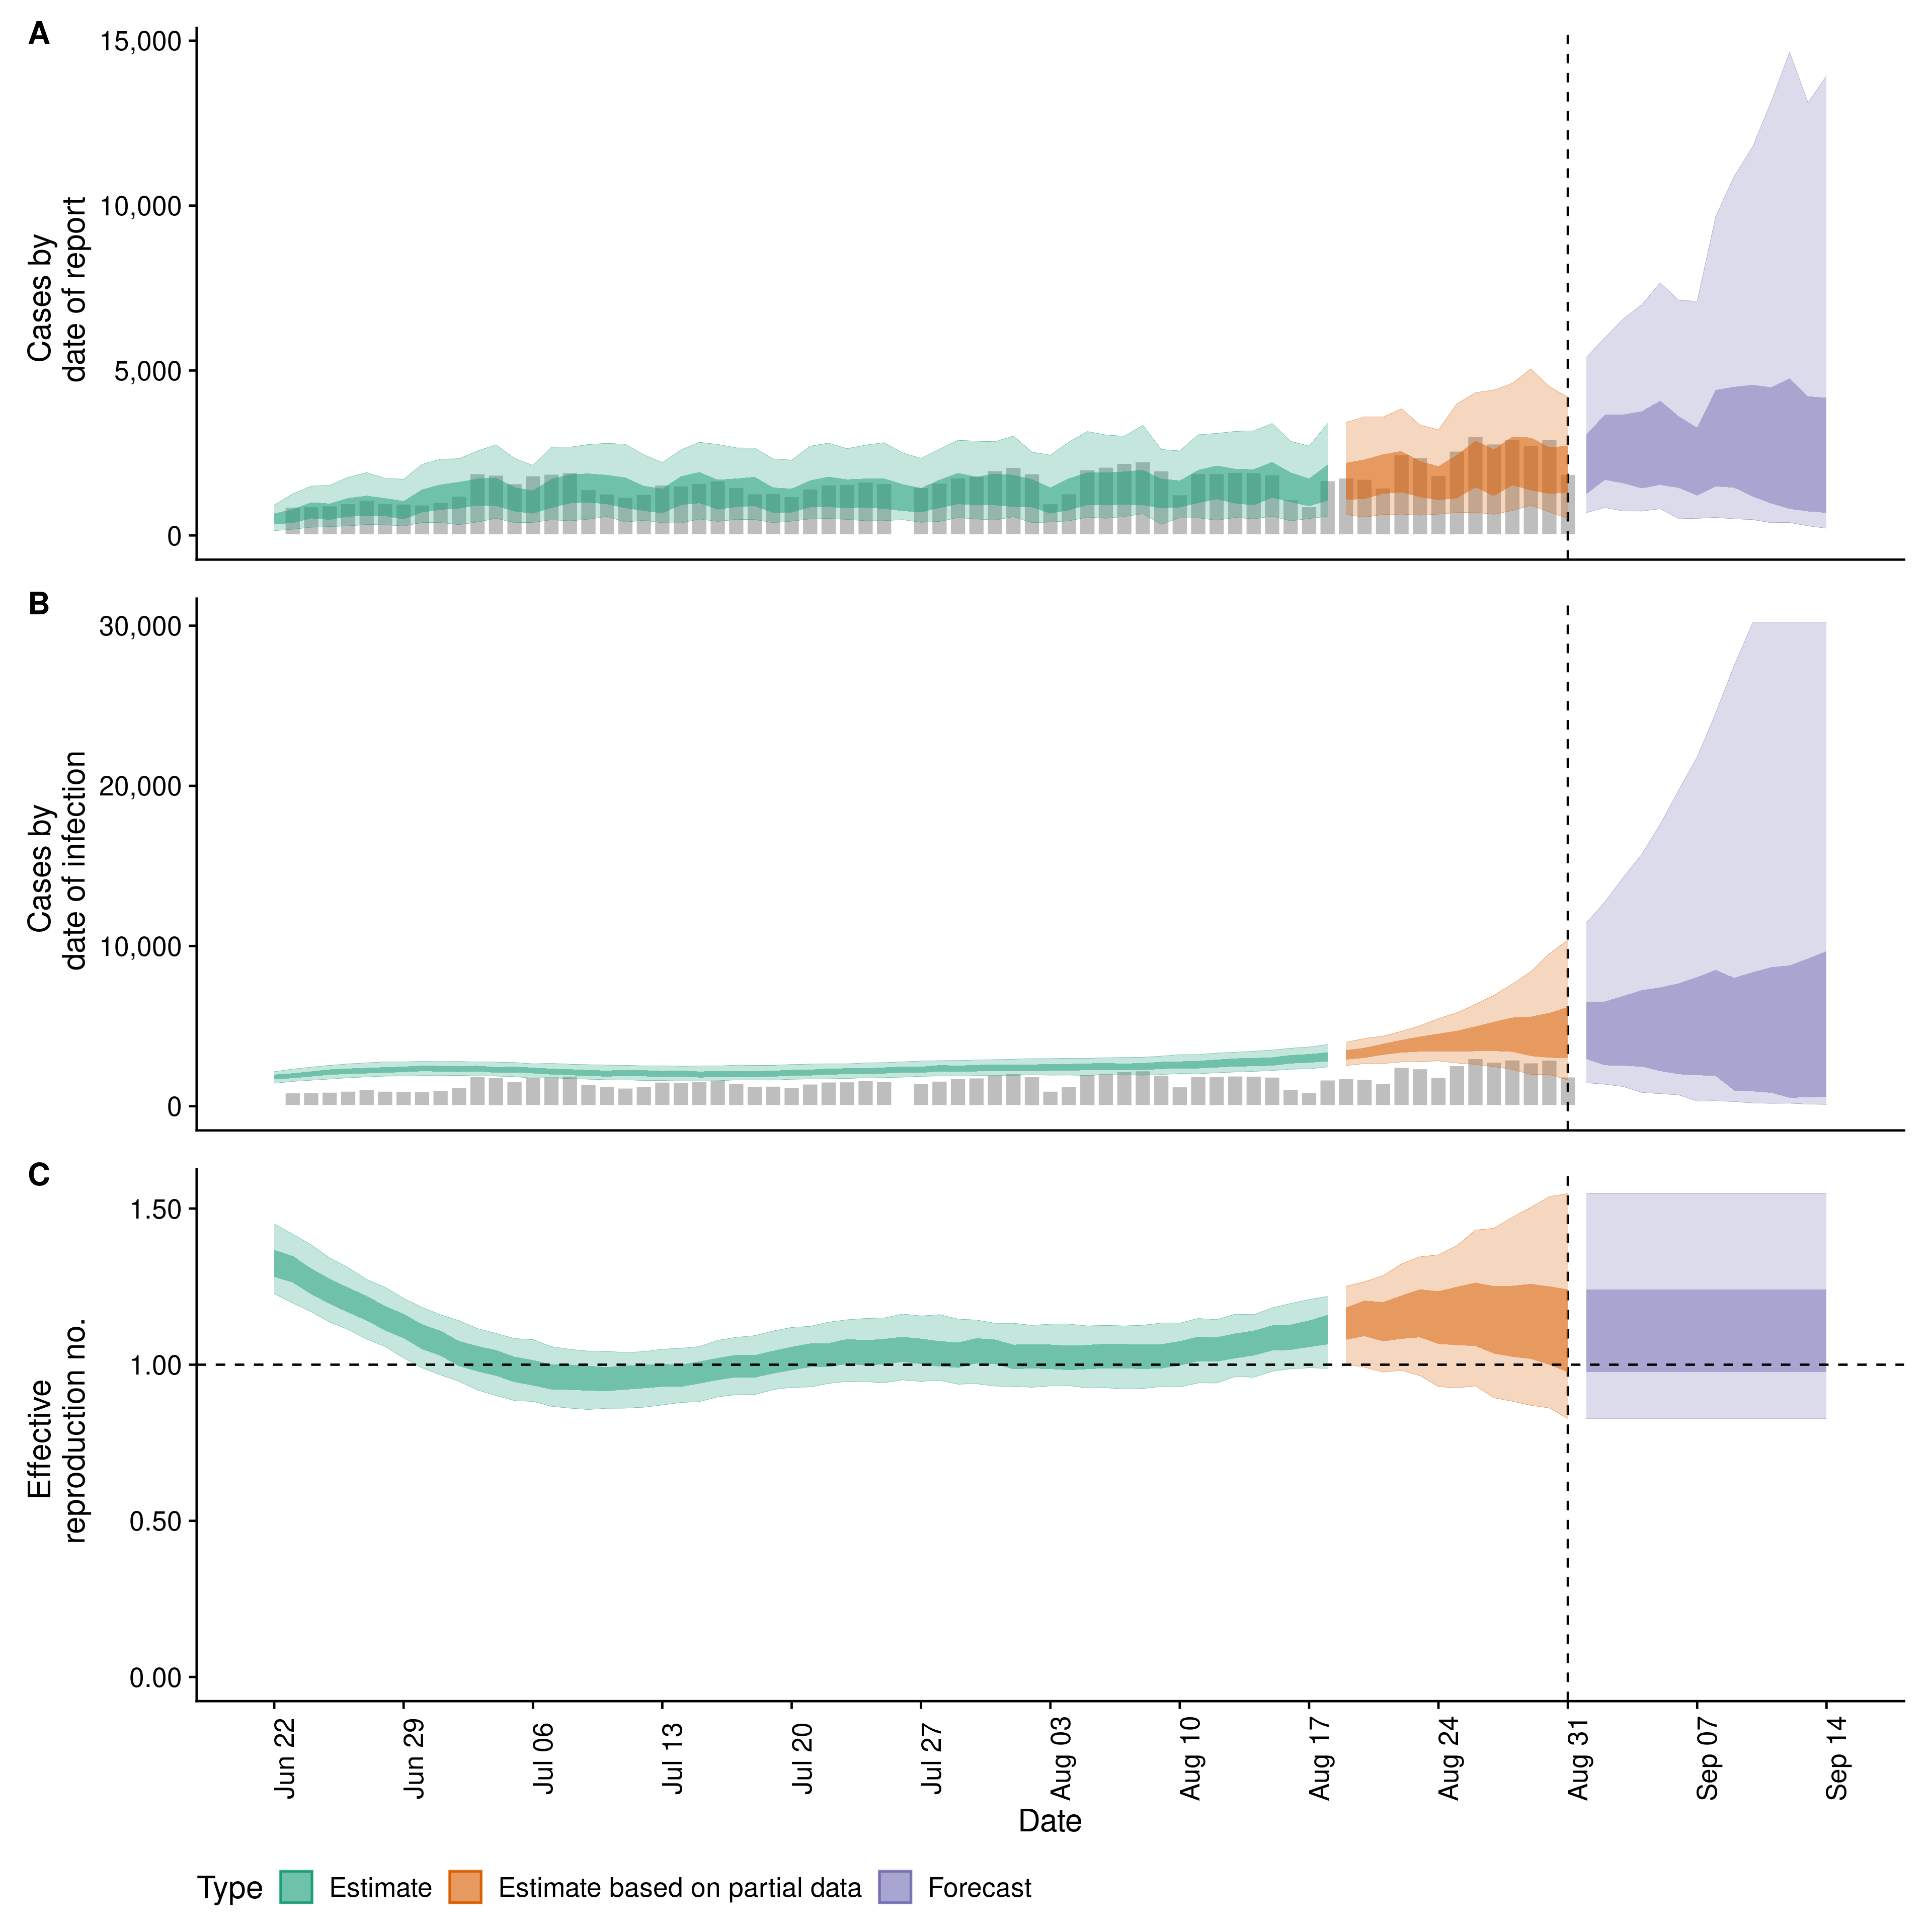 A
15,000
10,000
5,000
0
Cases by
date of report
B
30,000
20,000
10,000
0
Cases by
date of infection
C
1.50
1.00
0.50
0.00
Effective
reproduction no.
Jun 22
Jun 29
Jul 06
Jul 13
Jul 20
Jul 27
Aug 03
Aug 10
Aug 17
Aug 24
Aug 31
Sep 07
Sep 14
Date
Type Estimate Estimate based on partial data Forecast